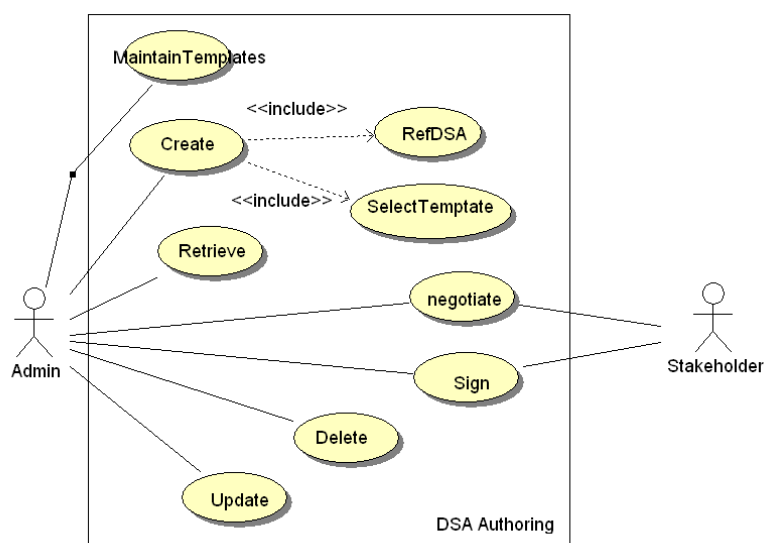 MaintainTemplates
<<include>>
Create
RefDSA
<<include>>
SelectTemptate
Retrieve
negotiate
Admin
Stakeholder
Sign
Delete
Update
DSA Authoring